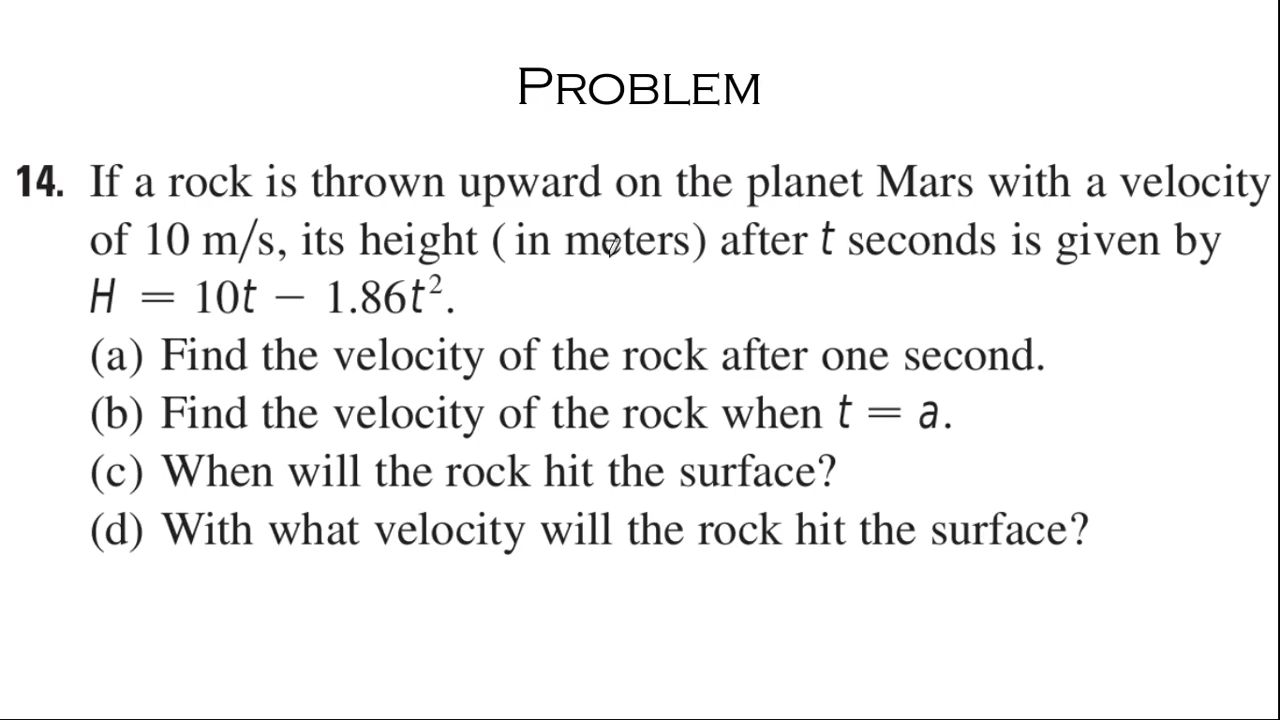 PROBLEM
14. If a rock is thrown upward on the planet Mars with a velocity
of 10 m/s, its height ( in meters) after t seconds is given by
H = 10t − 1.86t².
(a) Find the velocity of the rock after one second.
(b) Find the velocity of the rock when t = a.
(c) When will the rock hit the surface?
(d) With what velocity will the rock hit the surface?